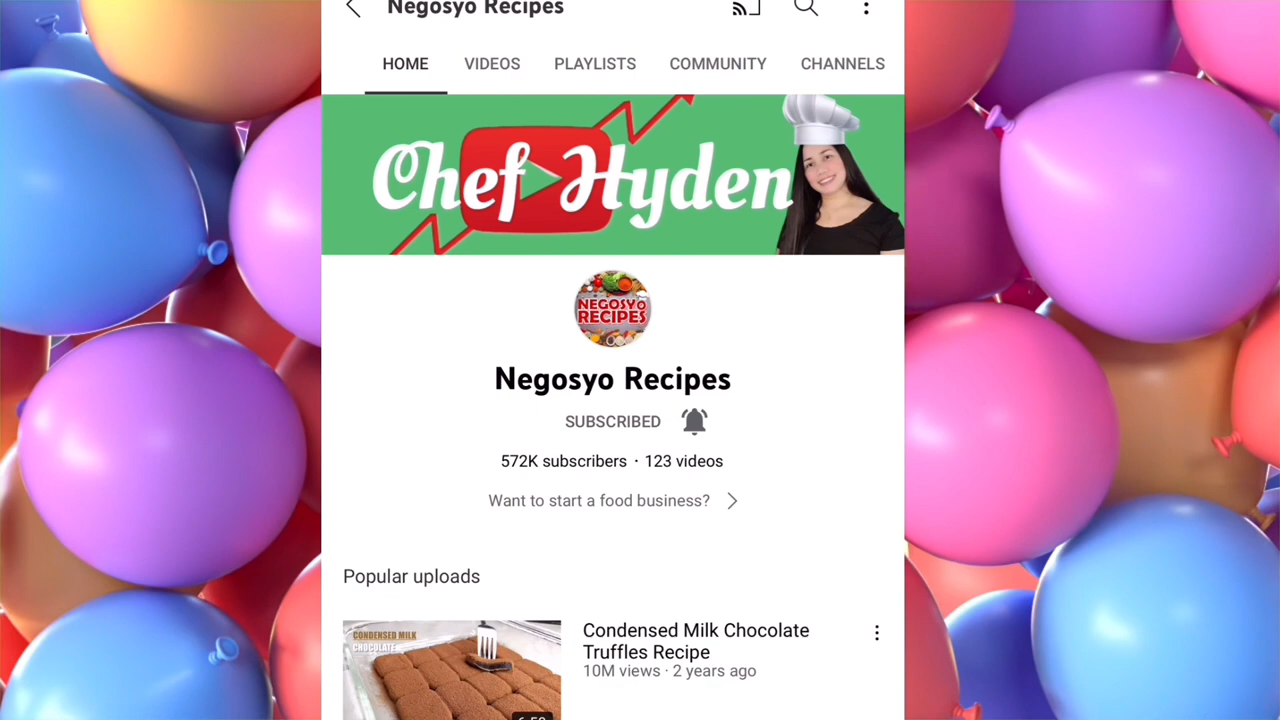 Negosyo Recipes
HOME VIDEOS PLAYLISTS COMMUNITY CHANNELS
Chef Hyden
NEGOSYO
RECIPES
Negosyo Recipes
SUBSCRIBED
572K subscribers · 123 videos
Want to start a food business?
Popular uploads
CONDENSED MILK
CHOCOLATE
Condensed Milk Chocolate
Truffles Recipe
10M views · 2 years ago